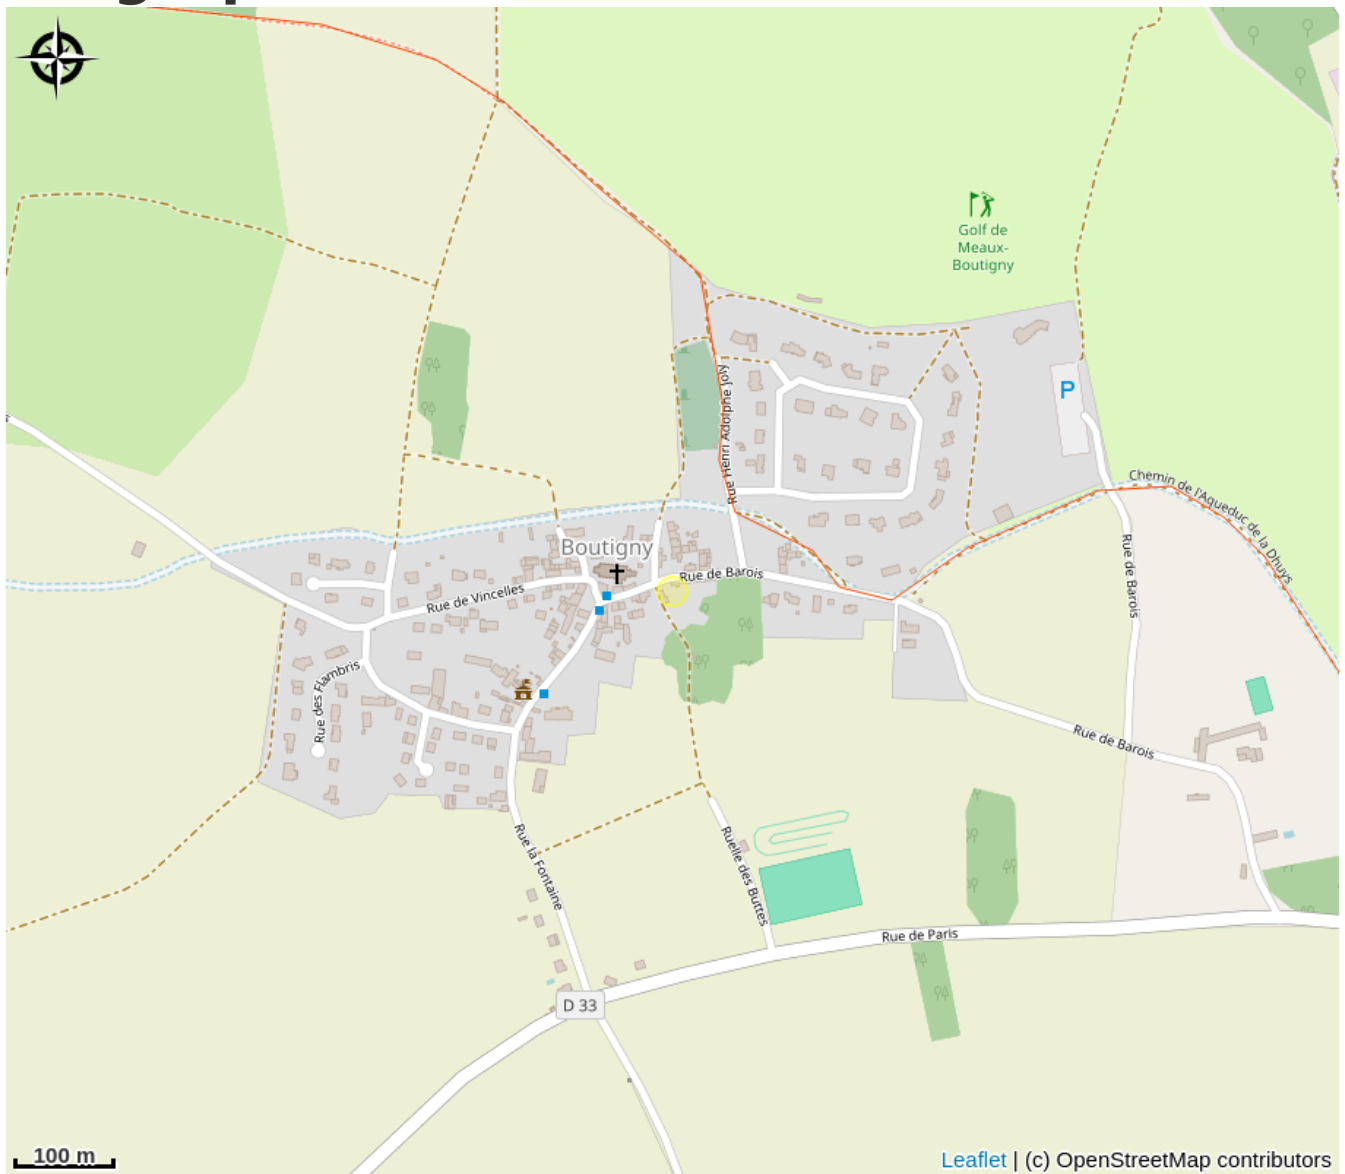 Golf de
Meaux-
Boutigny
P
Rue Henri Adolphe Joly
Chemin de l'Aqueduc de la Dhuys
Boutigny
Rue de Barois
Rue de Barois
Rue de Vincelles
Rue des Flambris
Rue de Barois
Rue la Fontaine
Ruelle des Buttes
Rue de Paris
D 33
100 m
Leaflet | (c) OpenStreetMap contributors